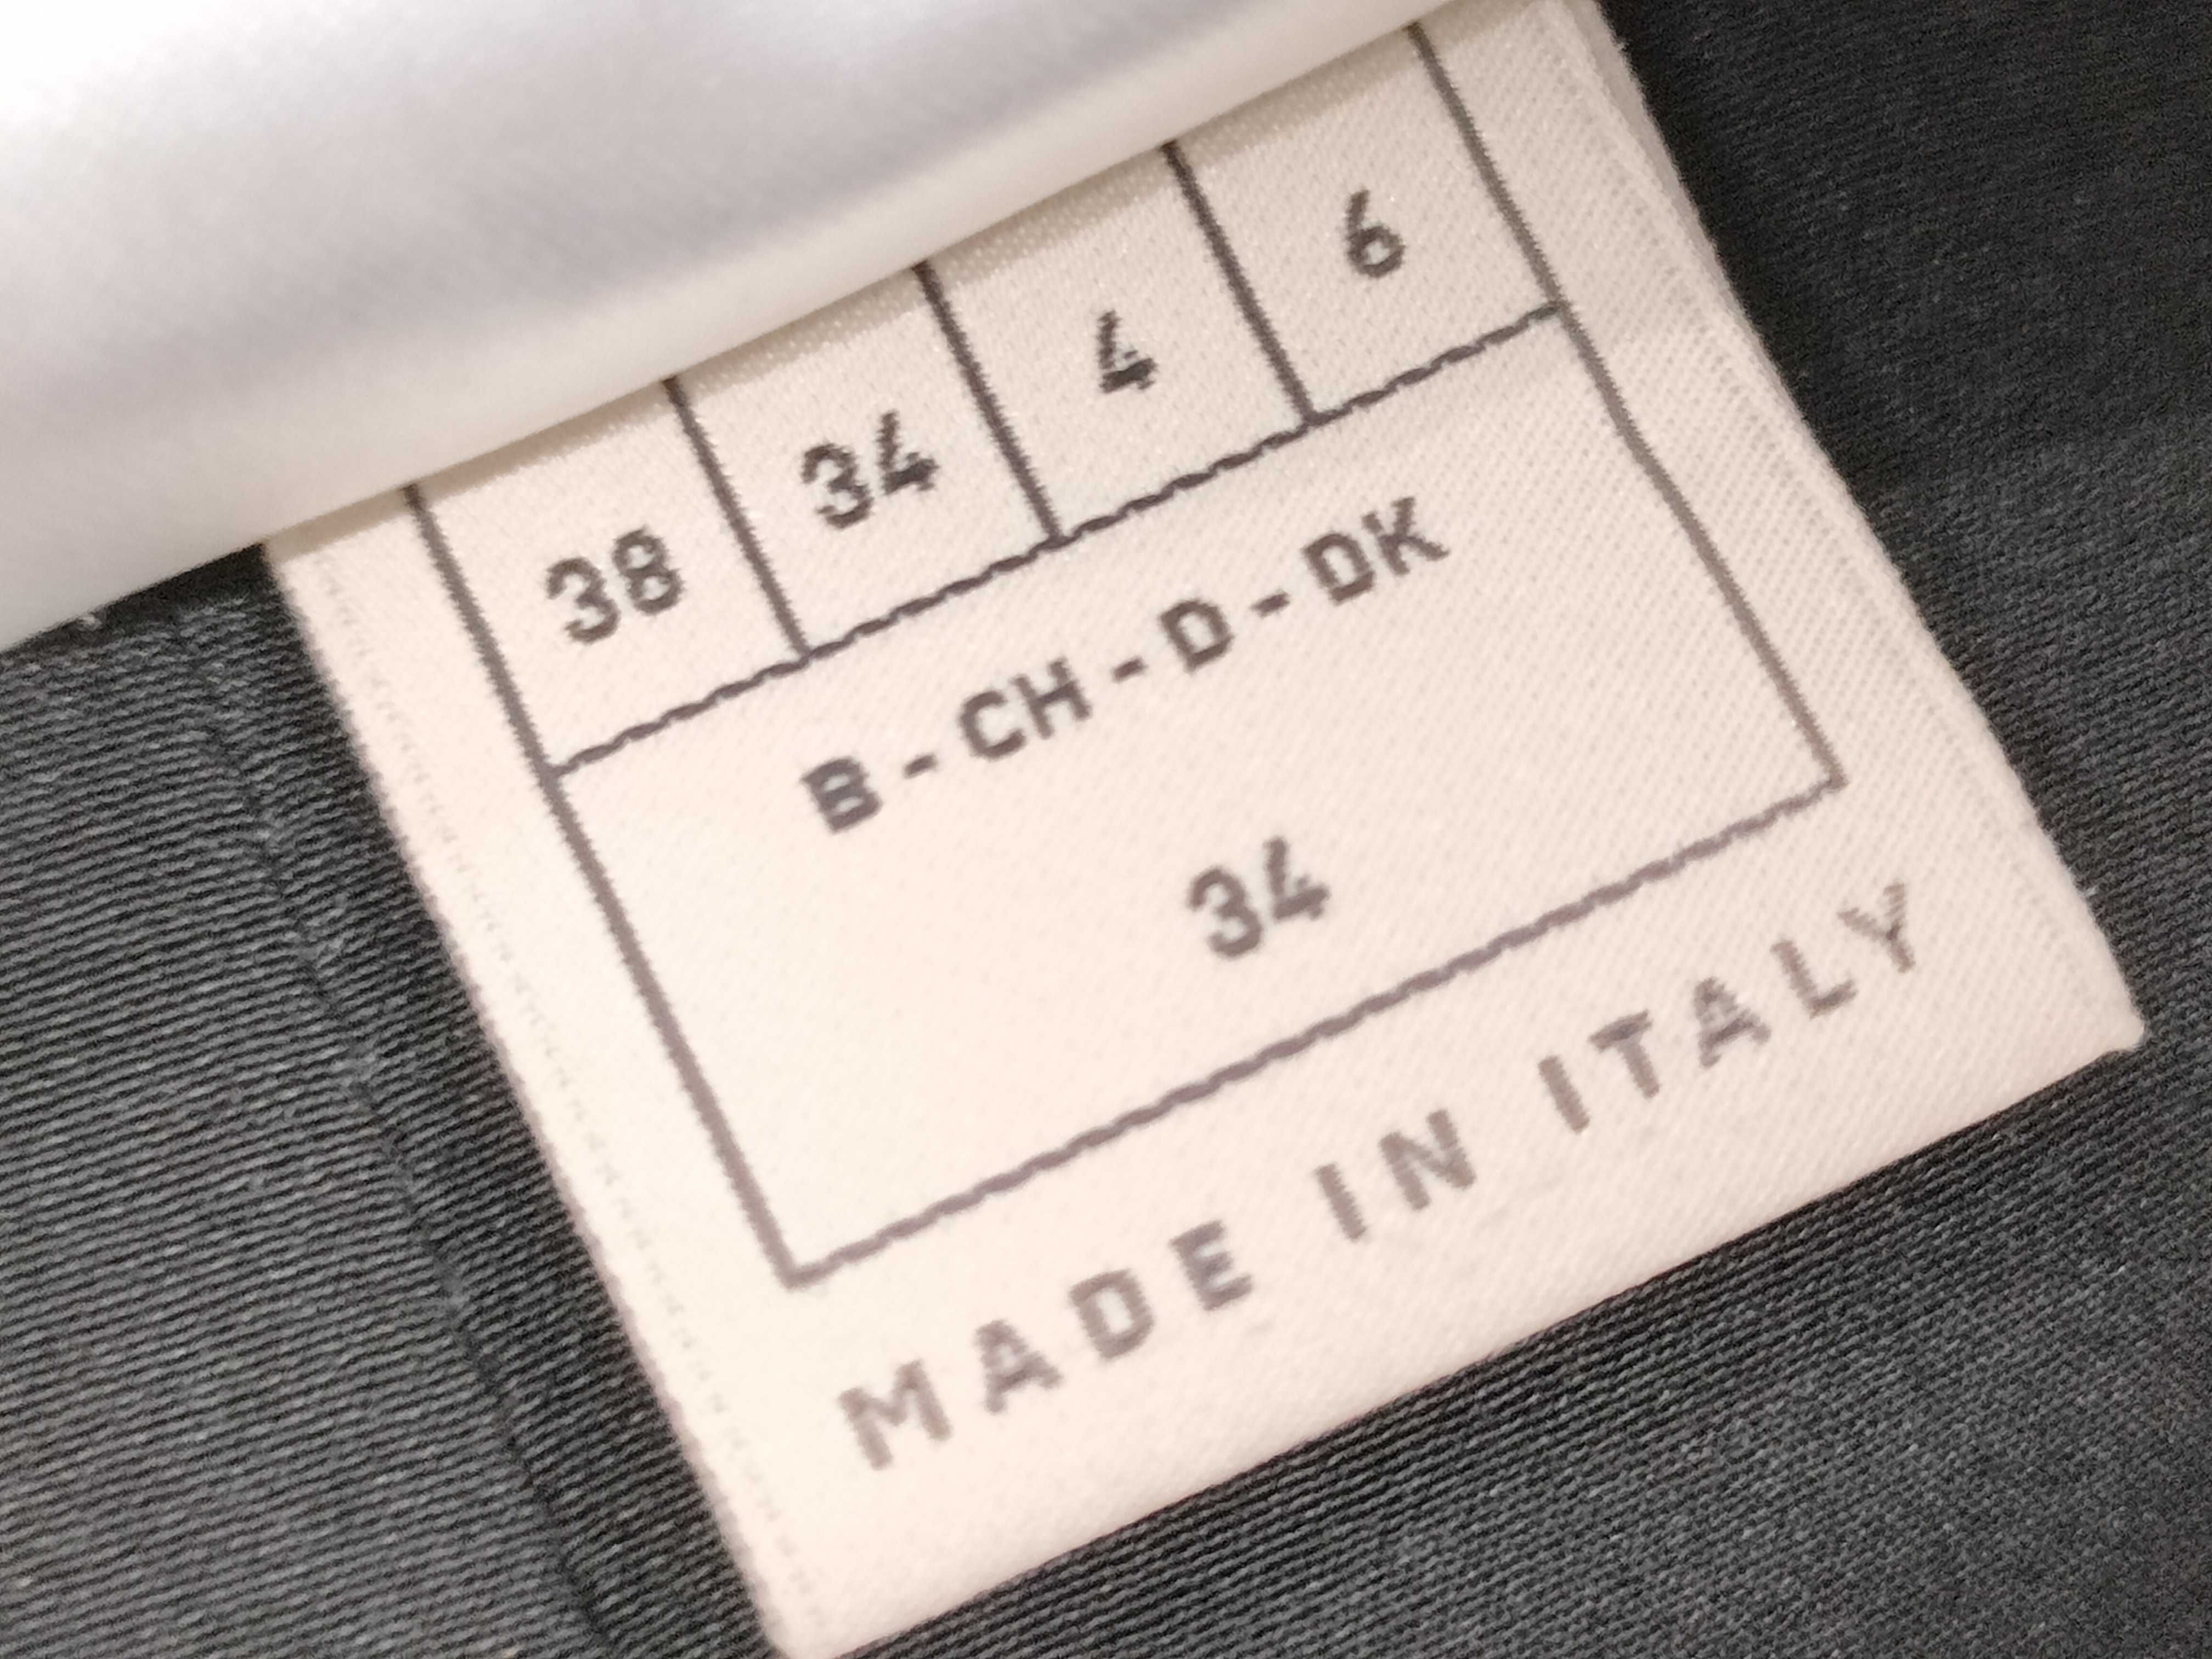 38 34 4 6
B-CH-D-DK
34
MADE IN ITALY